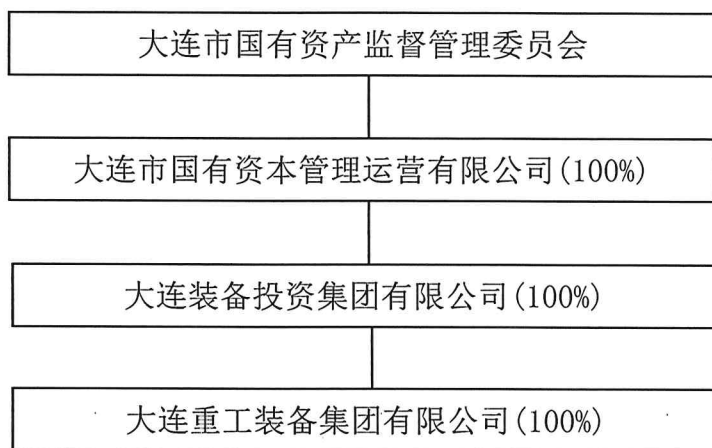 大连市国有资产监督管理委员会
大连市国有资本管理运营有限公司(100%)
大连装备投资集团有限公司(100%)
大连重工装备集团有限公司(100%)